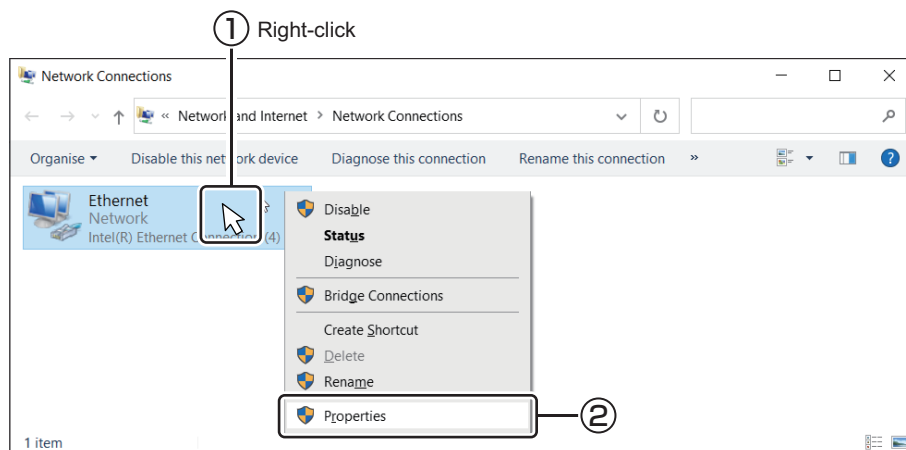 ① Right-click
Network Connections
« Network and Internet > Network Connections
Organise Disable this network device Diagnose this connection Rename this connection »
Ethernet
Network
Intel(R) Ethernet Connection (4)
Disable
Status
Diagnose
Bridge Connections
Create Shortcut
Delete
Rename
Properties
②
1 item